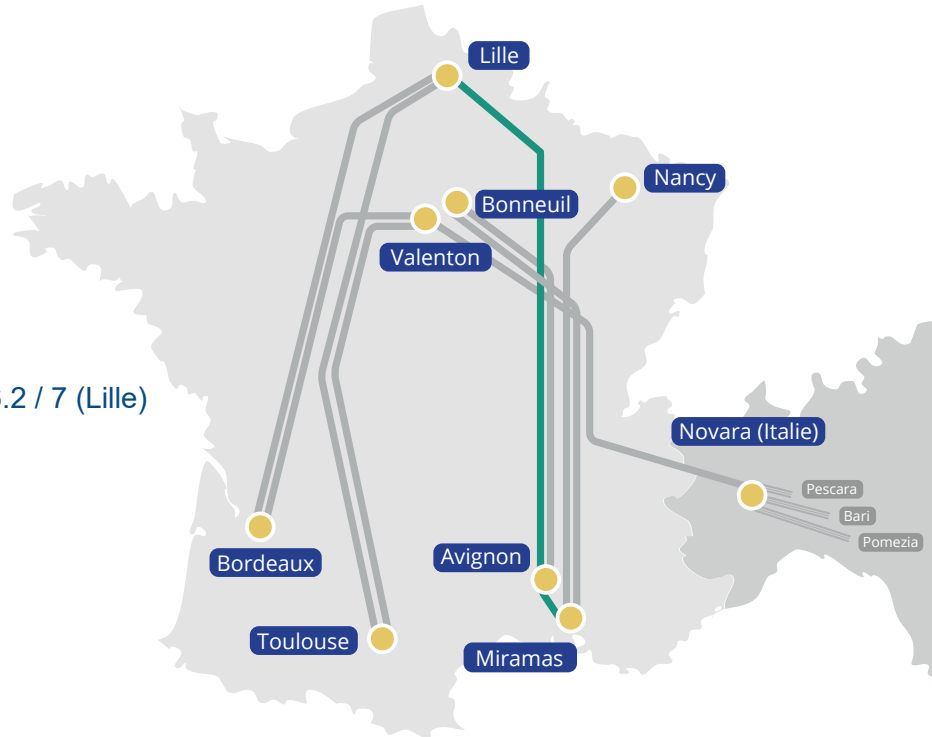 Lille
Nancy
Bonneuil
Valenton
.2 / 7 (Lille)
Novara (Italie)
Pescara
Bari
Pomezia
Bordeaux
Avignon
Toulouse
Miramas